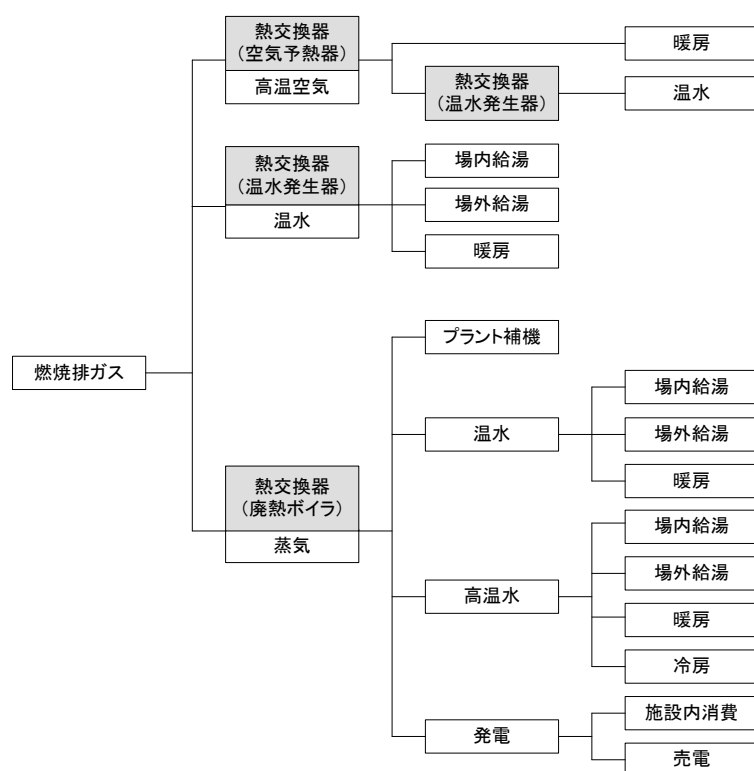 熱交換器
(空気予熱器)
高温空気
暖房
熱交換器
(温水発生器)
温水
熱交換器
(温水発生器)
温水
場内給湯
場外給湯
暖房
燃焼排ガス
熱交換器
(廃熱ボイラ)
蒸気
プラント補機
温水
場内給湯
場外給湯
暖房
高温水
場内給湯
場外給湯
暖房
冷房
発電
施設内消費
売電